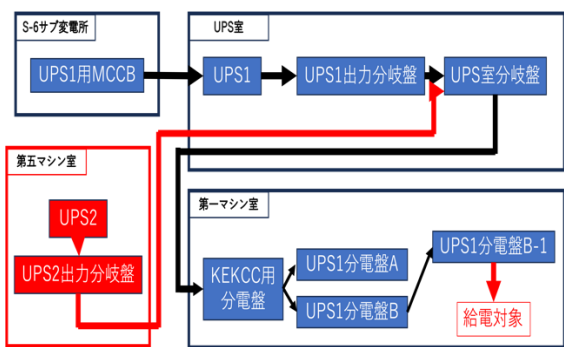 S-6サブ変電所
UPS1用MCCB
UPS室
UPS1
UPS1出力分岐盤
UPS室分岐盤
第五マシン室
UPS2
UPS2出力分岐盤
第一マシン室
KEKCC用
分電盤
UPS1分電盤A
UPS1分電盤B
UPS1分電盤B-1
給電対象